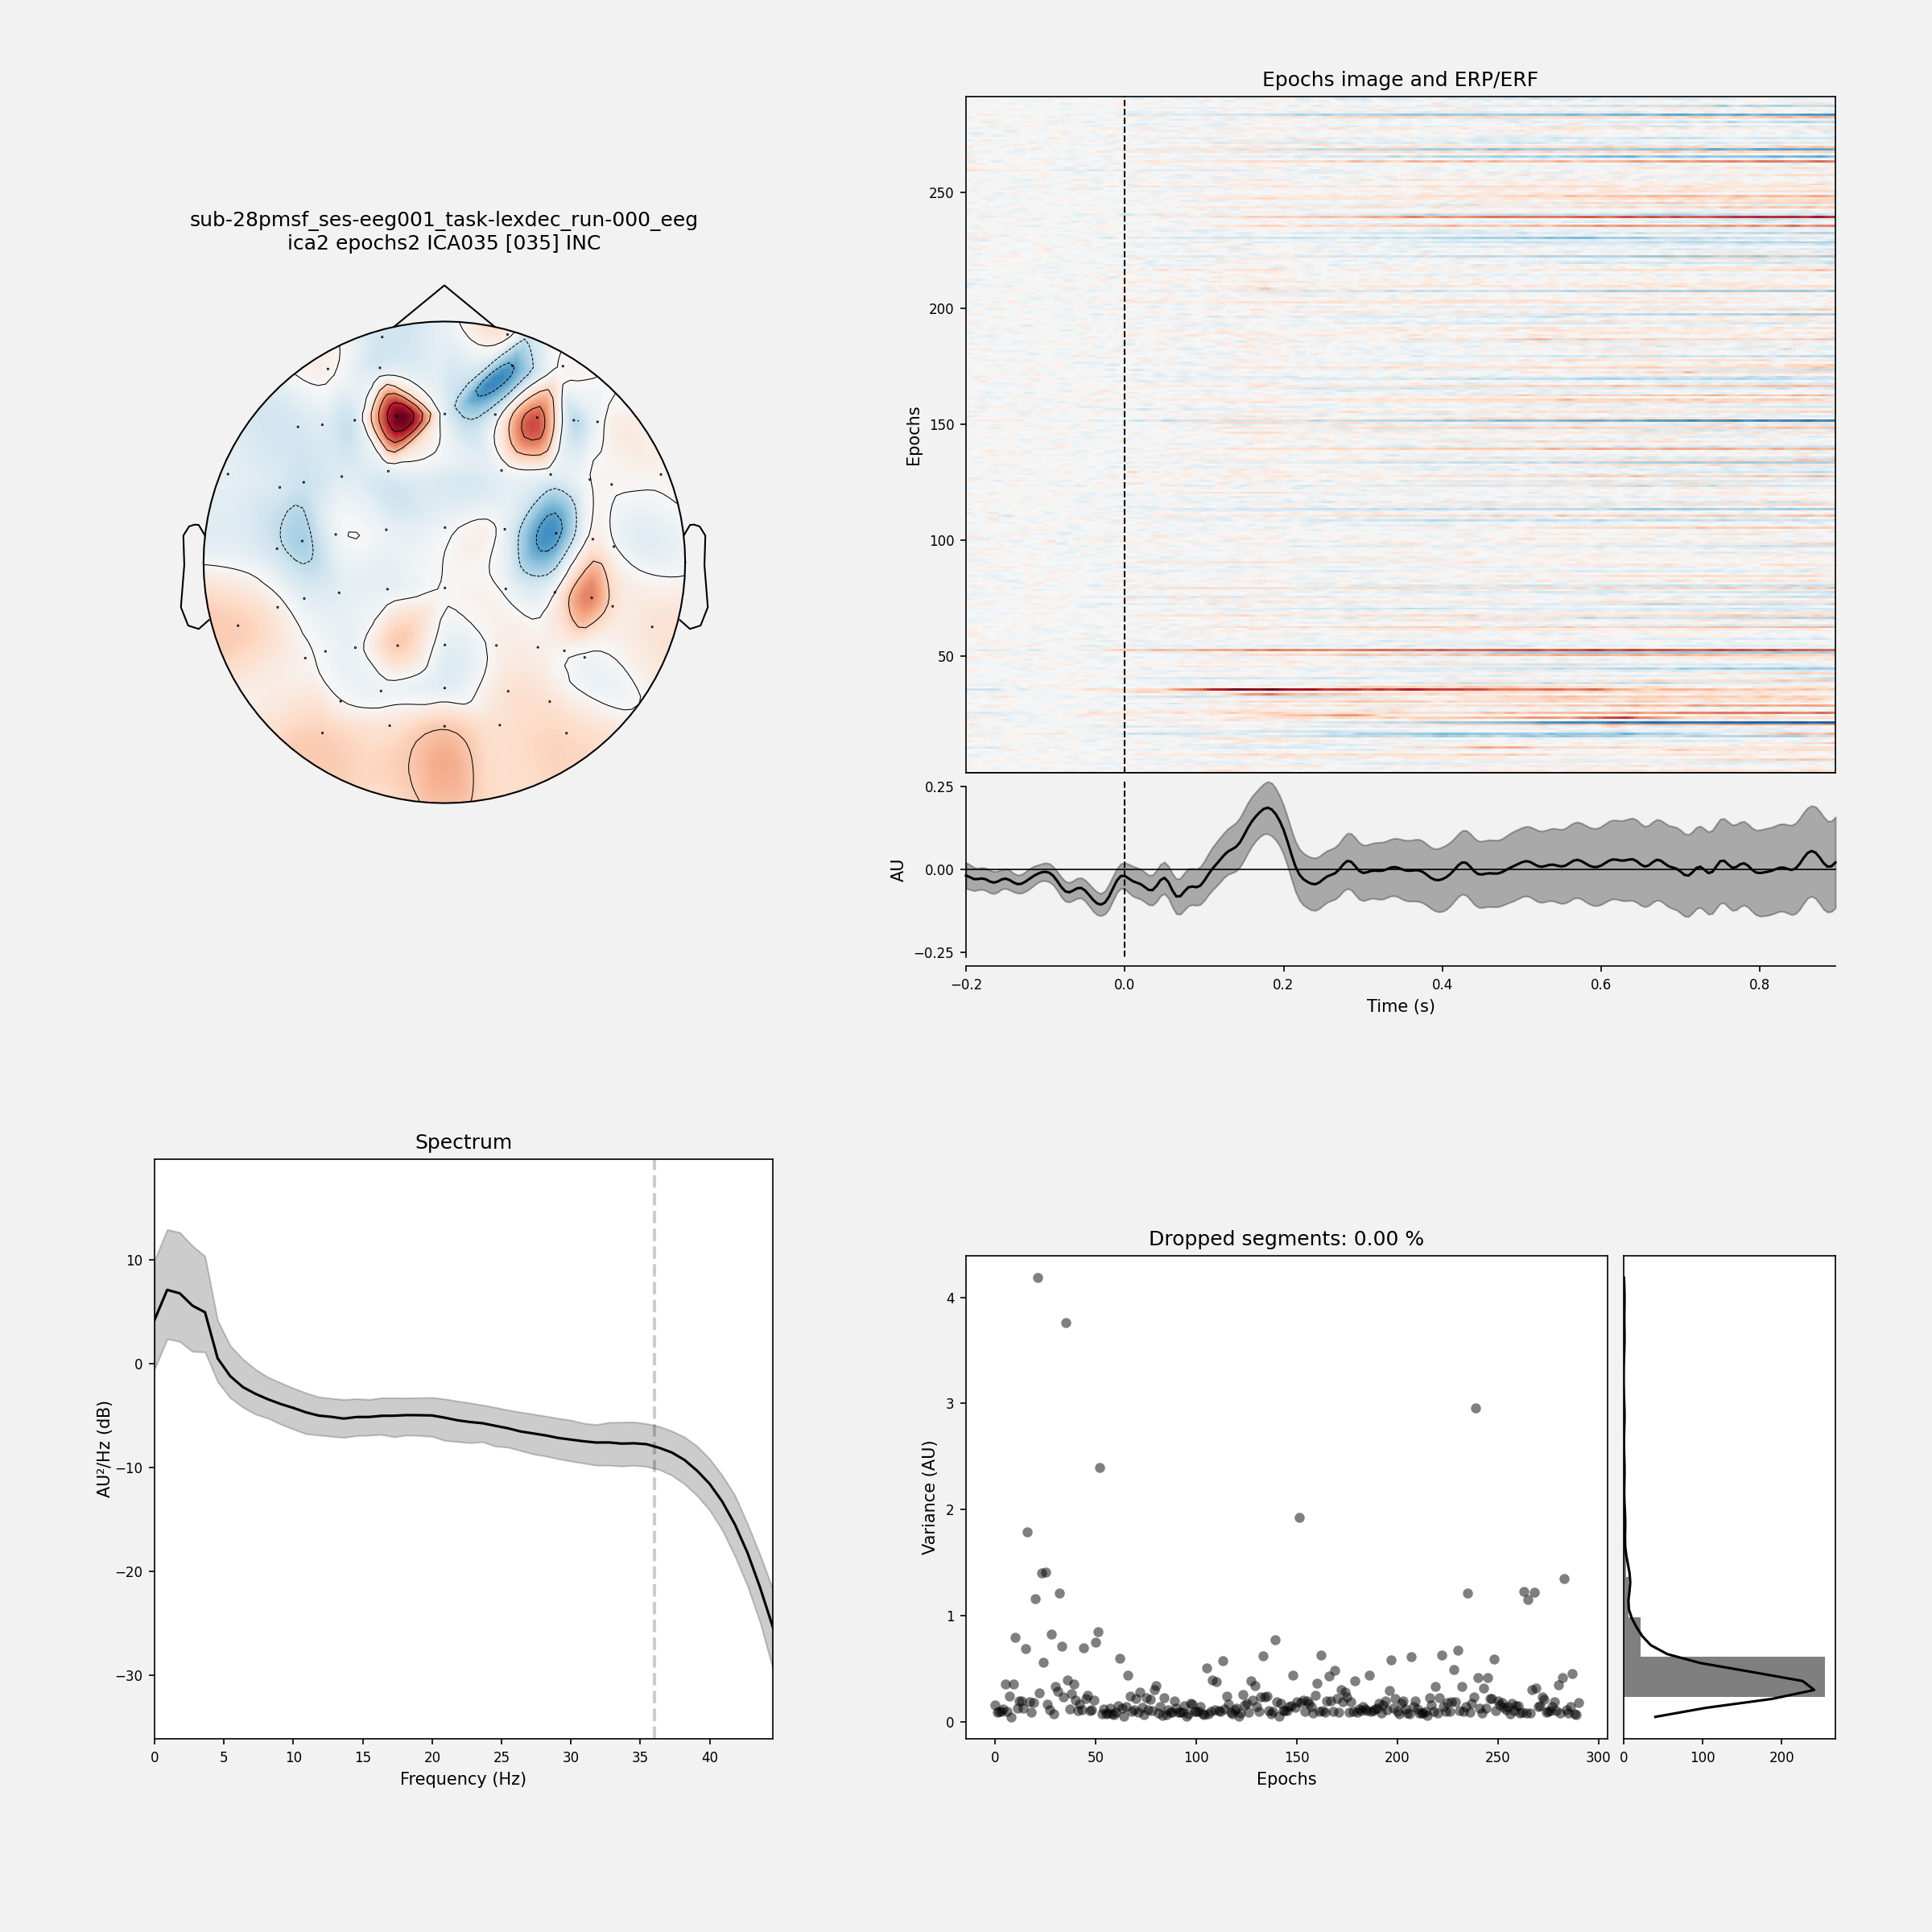 sub-28pmsf_ses-eeg001_task-lexdec_run-000_eeg
ica2 epochs2 ICA035 [035] INC
Epochs image and ERP/ERF
250
200
150
100
50
Epochs
0.25
0.00
−0.25
AU
−0.2 0.0 0.2 0.4 0.6 0.8
Time (s)
Spectrum
10
0
−10
−20
−30
AU²/Hz (dB)
0 5 10 15 20 25 30 35 40
Frequency (Hz)
Dropped segments: 0.00 %
4
3
2
1
0
Variance (AU)
0 50 100 150 200 250 300
Epochs
0 100 200